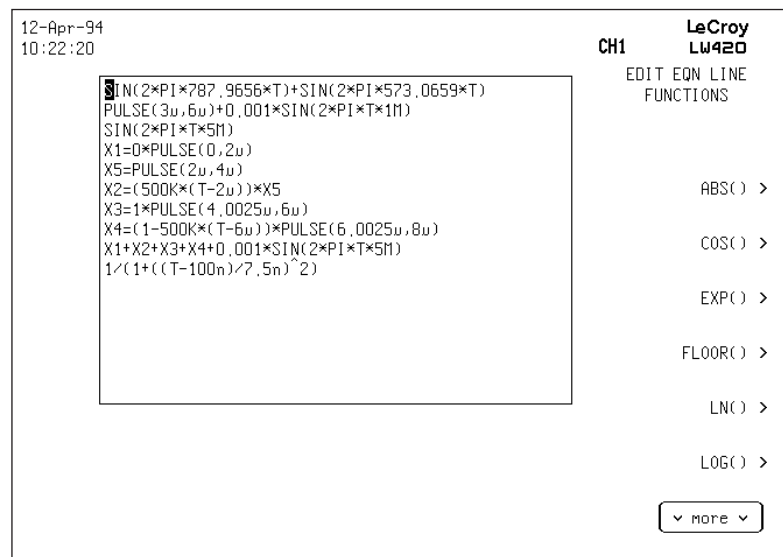 12-Apr-94
10:22:20
CH1
LeCroy
LW420
EDIT EQN LINE
FUNCTIONS
SIN(2*PI*787.9656*T)+SIN(2*PI*573.0659*T)
PULSE(3u,6u)+0.001*SIN(2*PI*T*1M)
SIN(2*PI*T*5M)
X1=0*PULSE(0,2u)
X5=PULSE(2u,4u)
X2=(500K*(T-2u))*X5
X3=1*PULSE(4.0025u,6u)
X4=(1-500K*(T-6u))*PULSE(6.0025u,8u)
X1+X2+X3+X4+0.001*SIN(2*PI*T*5M)
1/(1+((T-100n)/7.5n)^2)
ABS() >
COS() >
EXP() >
FLOOR() >
LN() >
LOG() >
v more v